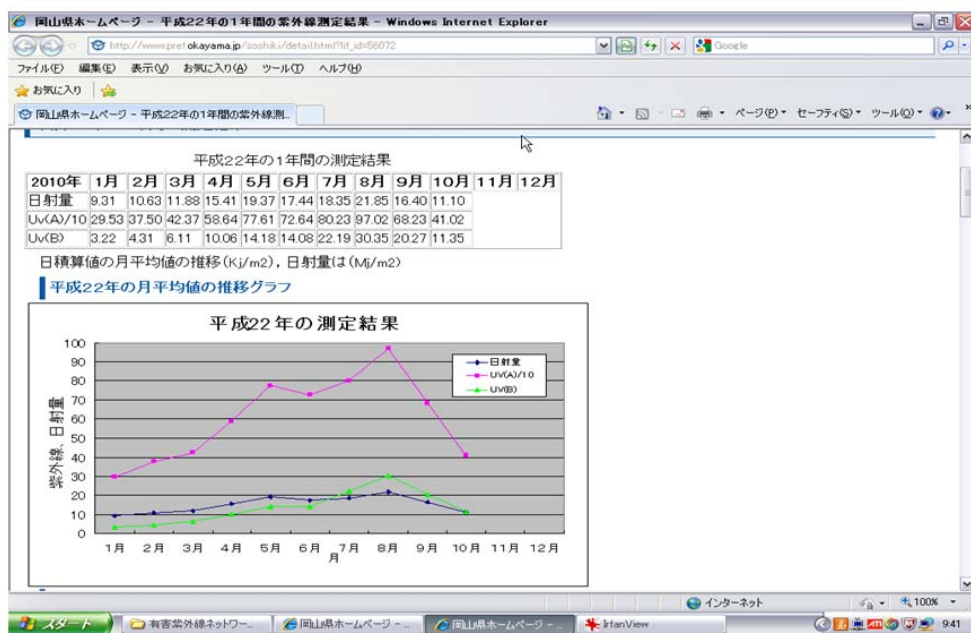 岡山県ホームページ - 平成22年の1年間の紫外線測定結果 - Windows Internet Explorer
http://www.pref.okayama.jp/soshiki/detail.html?lif_id=56072
Google
ファイル(F) 編集(E) 表示(V) お気に入り(A) ツール(T) ヘルプ(H)
お気に入り
岡山県ホームページ - 平成22年の1年間の紫外線測... ページ(P) セーフティ(S) ツール(O)
平成22年の1年間の測定結果
2010年 1月 2月 3月 4月 5月 6月 7月 8月 9月 10月 11月 12月
日射量 9.31 10.63 11.88 15.41 19.37 17.44 18.35 21.85 16.40 11.10
Uv(A)/10 29.53 37.50 42.37 58.64 77.61 72.64 80.23 97.02 68.23 41.02
Uv(B) 3.22 4.31 6.11 10.06 14.18 14.08 22.19 30.35 20.27 11.35
日積算値の月平均値の推移(Kj/m2), 日射量は(Mj/m2)
平成22年の月平均値の推移グラフ
平成22年の測定結果
紫外線、日射量
100
90
80
70
60
50
40
30
20
10
0
日射量
UV(A)/10
UV(B)
1月 2月 3月 4月 5月 6月 7月 8月 9月 10月 11月 12月
月
インターネット 100%
スタート 有害紫外線ネットワー... 岡山県ホームページ - ... 岡山県ホームページ - ... IrfanView 9:41